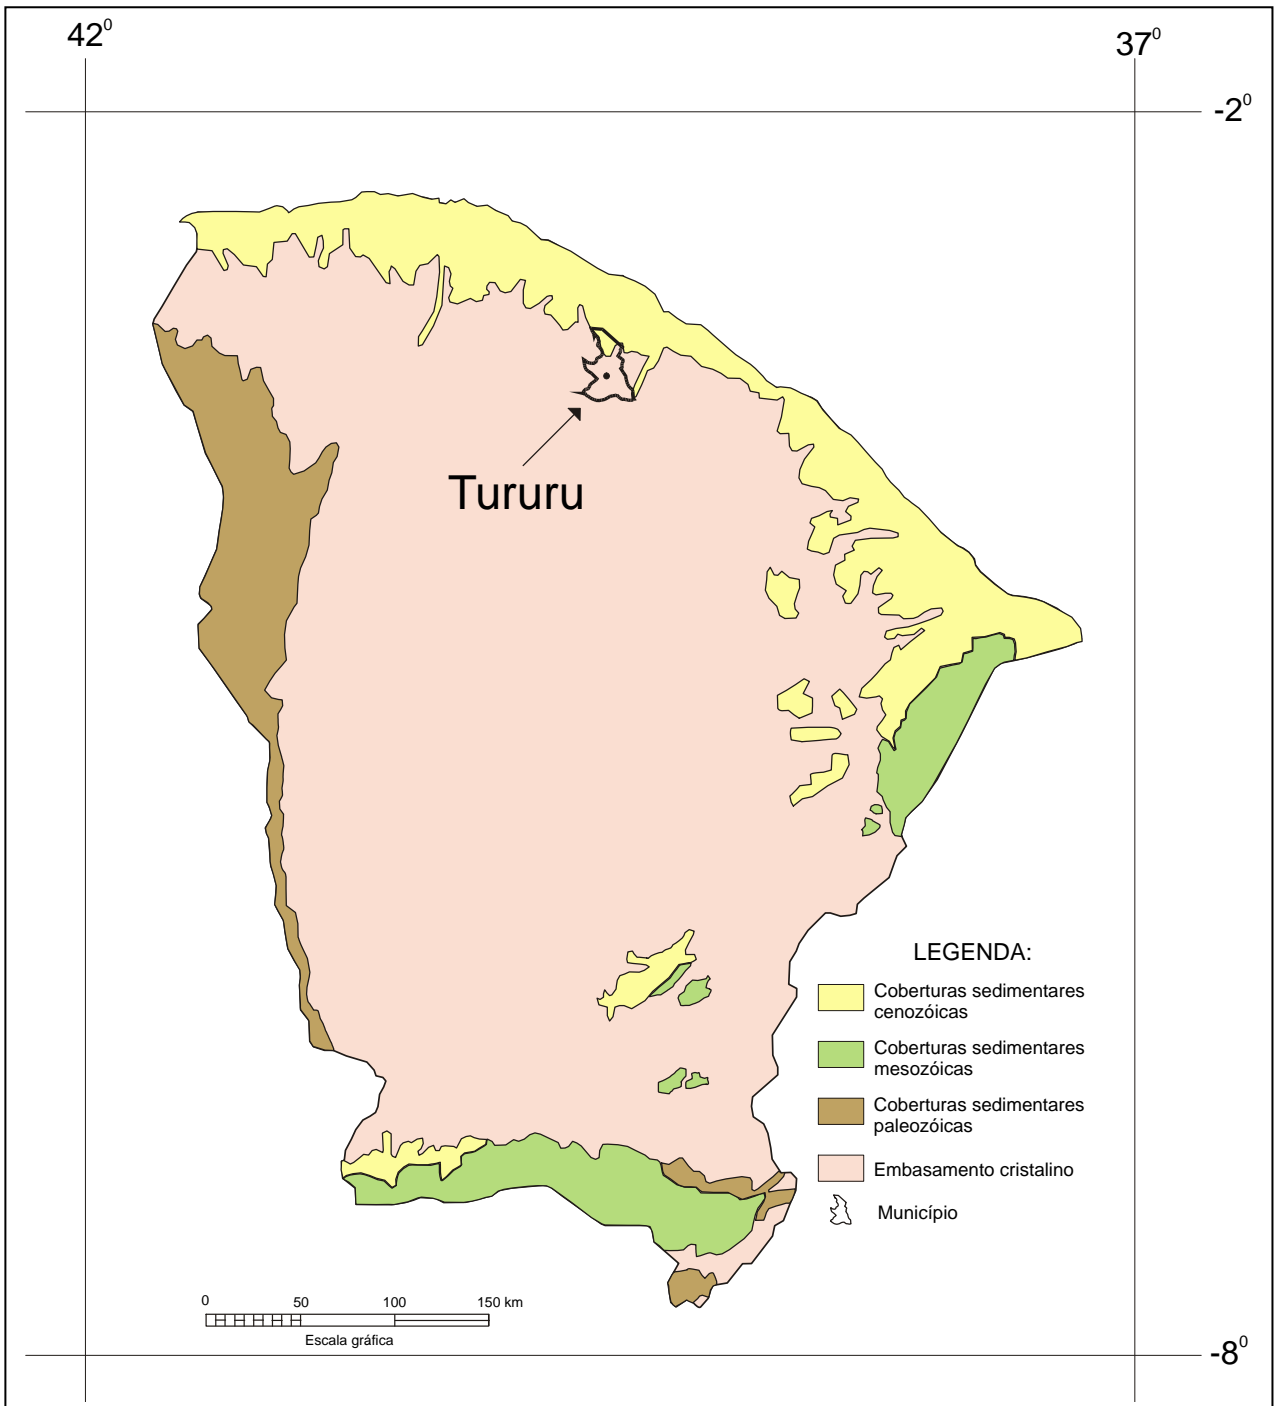 42⁰
37⁰
-2⁰
Tururu
LEGENDA:
Coberturas sedimentares
cenozóicas
Coberturas sedimentares
mesozóicas
Coberturas sedimentares
paleozóicas
Embasamento cristalino
Município
0 50 100 150 km
Escala gráfica
-8⁰